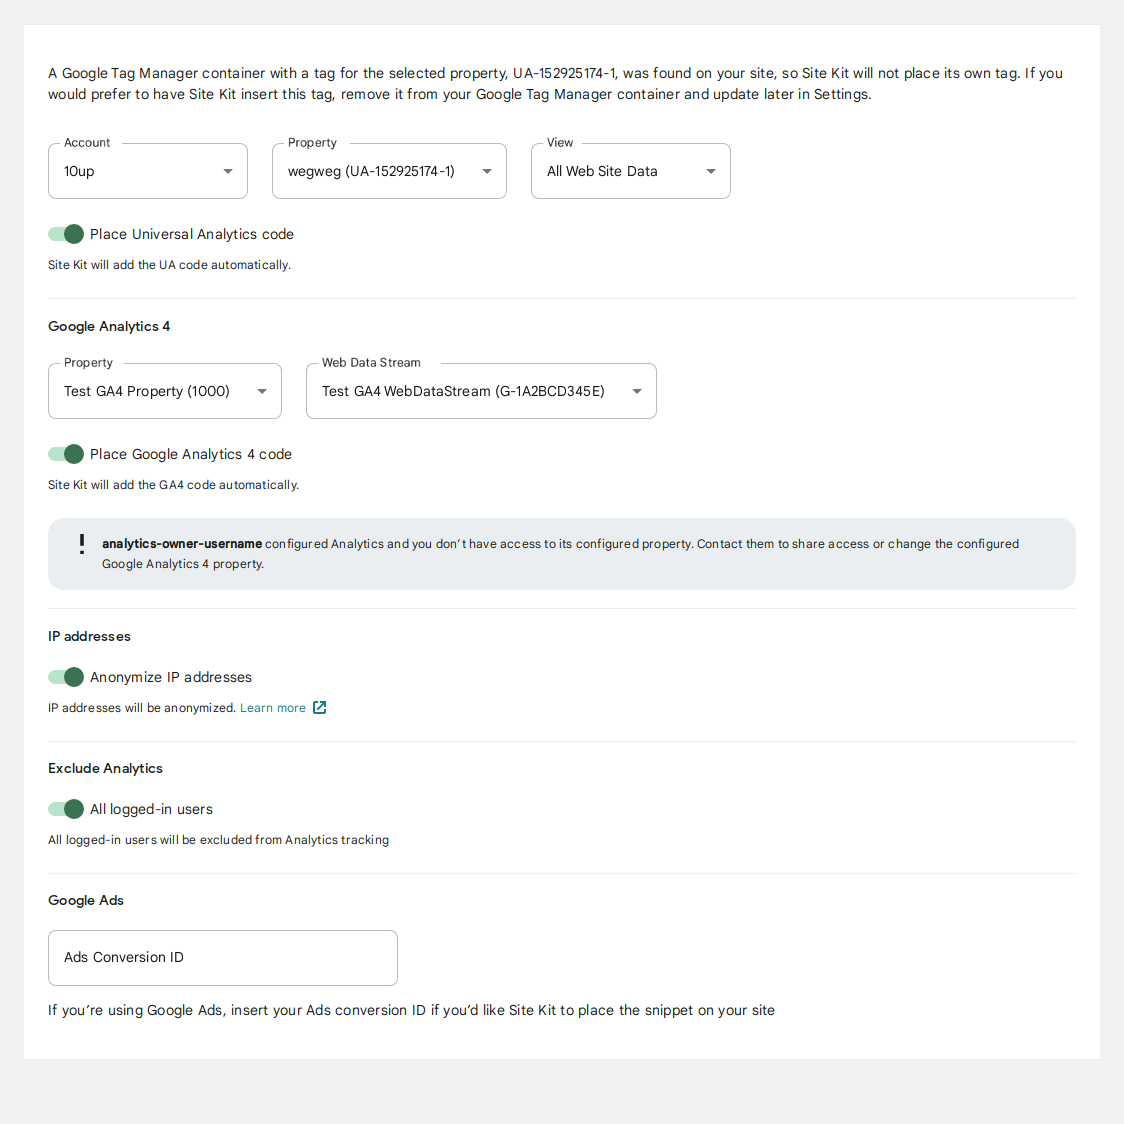 A Google Tag Manager container with a tag for the selected property, UA-152925174-1, was found on your site, so Site Kit will not place its own tag. If you
would prefer to have Site Kit insert this tag, remove it from your Google Tag Manager container and update later in Settings.
Account
Property
View
10up
wegweg (UA-152925174-1)
All Web Site Data
Place Universal Analytics code
Site Kit will add the UA code automatically.
Google Analytics 4
Property
Web Data Stream
Test GA4 Property (1000)
Test GA4 WebDataStream (G-1A2BCD345E)
Place Google Analytics 4 code
Site Kit will add the GA4 code automatically.
analytics-owner-username configured Analytics and you don’t have access to its configured property. Contact them to share access or change the configured
Google Analytics 4 property.
IP addresses
Anonymize IP addresses
IP addresses will be anonymized. Learn more
Exclude Analytics
All logged-in users
All logged-in users will be excluded from Analytics tracking
Google Ads
Ads Conversion ID
If you’re using Google Ads, insert your Ads conversion ID if you’d like Site Kit to place the snippet on your site